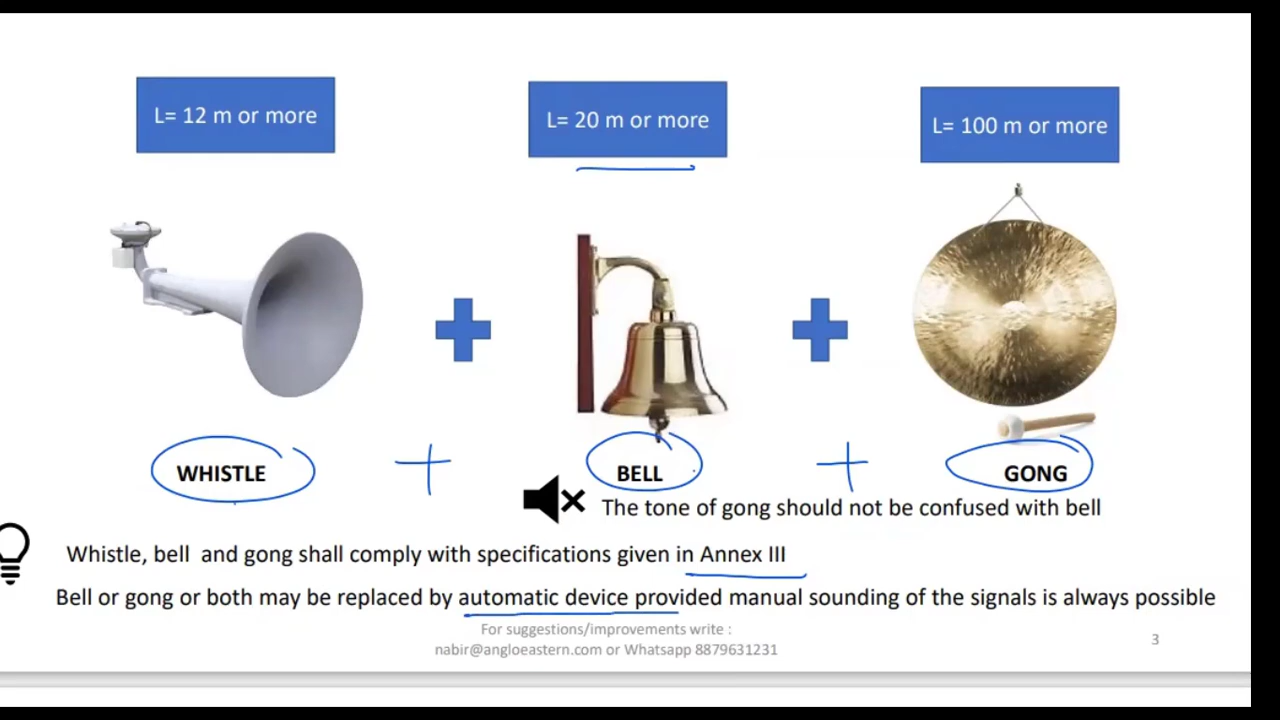 L= 12 m or more
L= 20 m or more
L= 100 m or more
WHISTLE
BELL
GONG
The tone of gong should not be confused with bell
Whistle, bell and gong shall comply with specifications given in Annex III
Bell or gong or both may be replaced by automatic device provided manual sounding of the signals is always possible
For suggestions/improvements write :
nabir@angloeastern.com or Whatsapp 8879631231
3